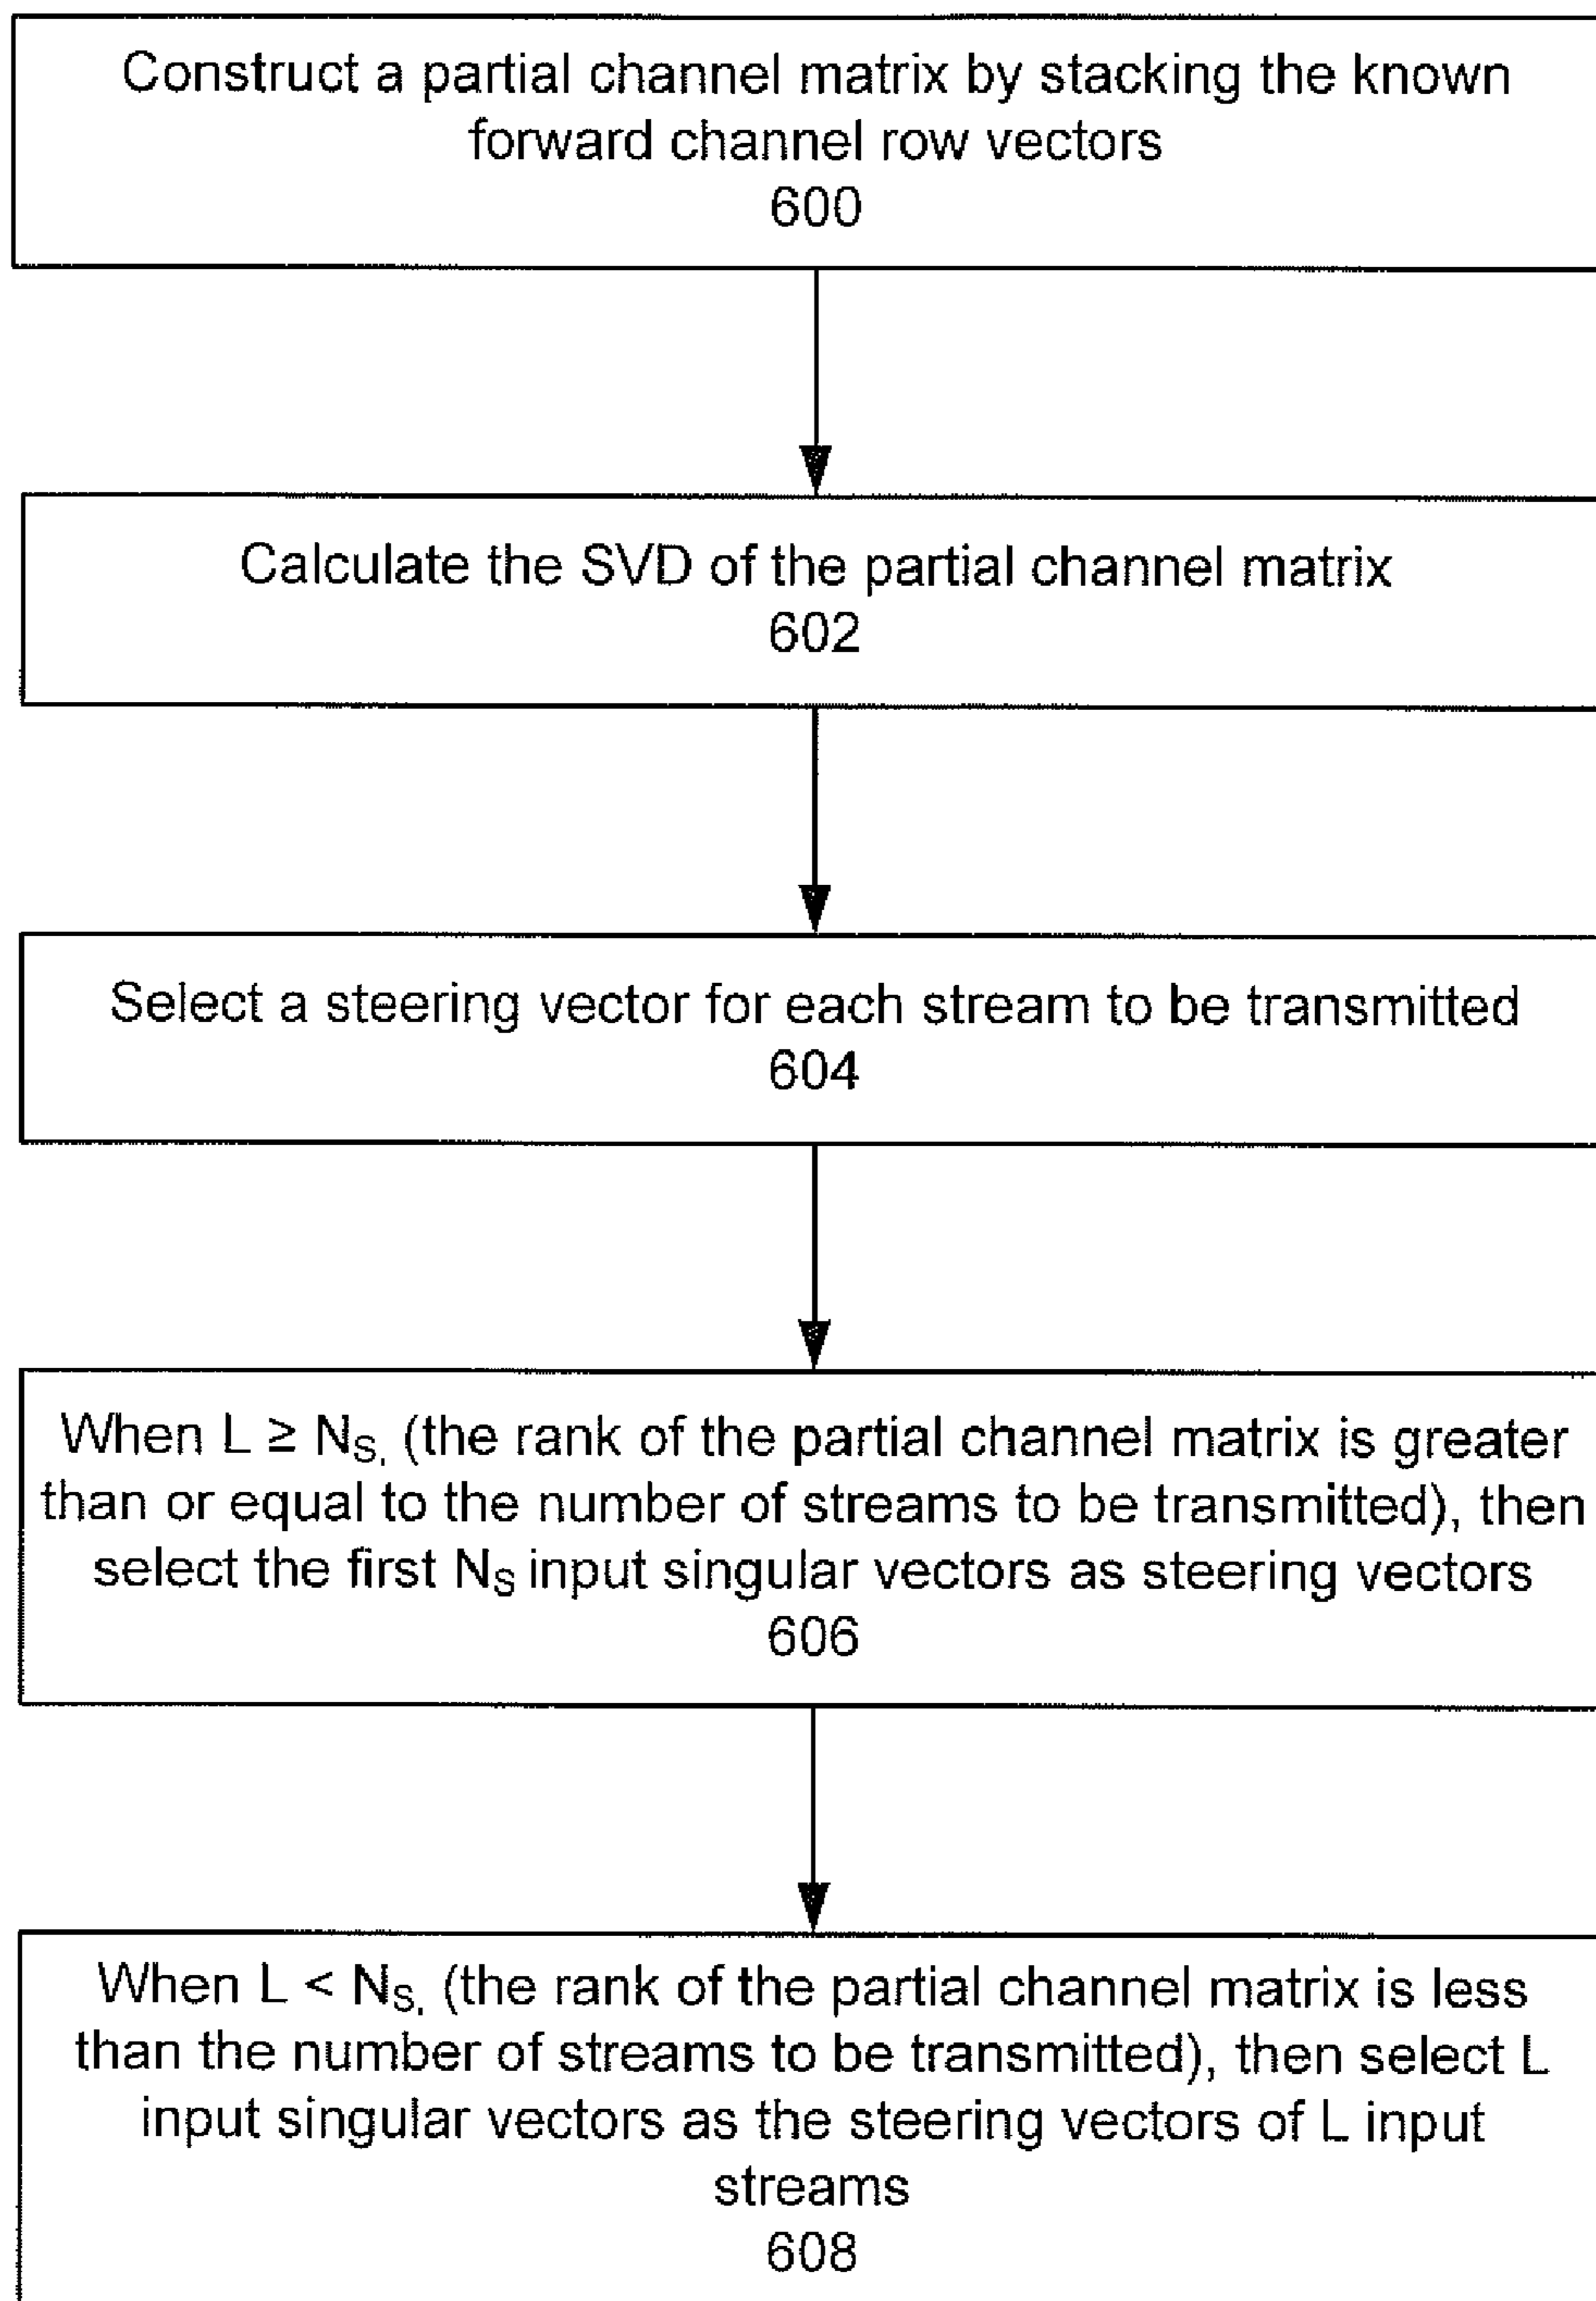 Construct a partial channel matrix by stacking the known
forward channel row vectors
600
Calculate the SVD of the partial channel matrix
602
Select a steering vector for each stream to be transmitted
604
When L ≥ NS, (the rank of the partial channel matrix is greater
than or equal to the number of streams to be transmitted), then
select the first NS input singular vectors as steering vectors
606
When L < NS, (the rank of the partial channel matrix is less
than the number of streams to be transmitted), then select L
input singular vectors as the steering vectors of L input
streams
608